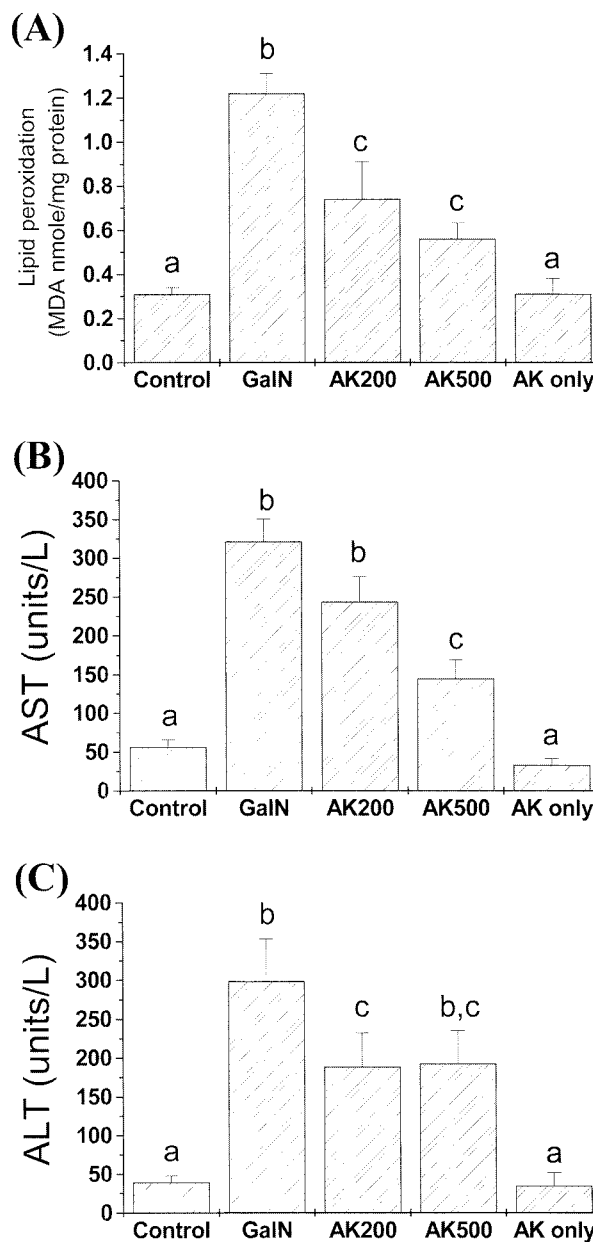 (A)
Lipid peroxidation
(MDA nmole/mg protein)
1.4
1.2
1.0
0.8
0.6
0.4
0.2
0.0
a
b
c
c
a
Control GalN AK200 AK500 AK only
(B)
AST (units/L)
400
350
300
250
200
150
100
50
0
a
b
b
c
a
Control GalN AK200 AK500 AK only
(C)
ALT (units/L)
400
350
300
250
200
150
100
50
0
a
b
c
b,c
a
Control GalN AK200 AK500 AK only